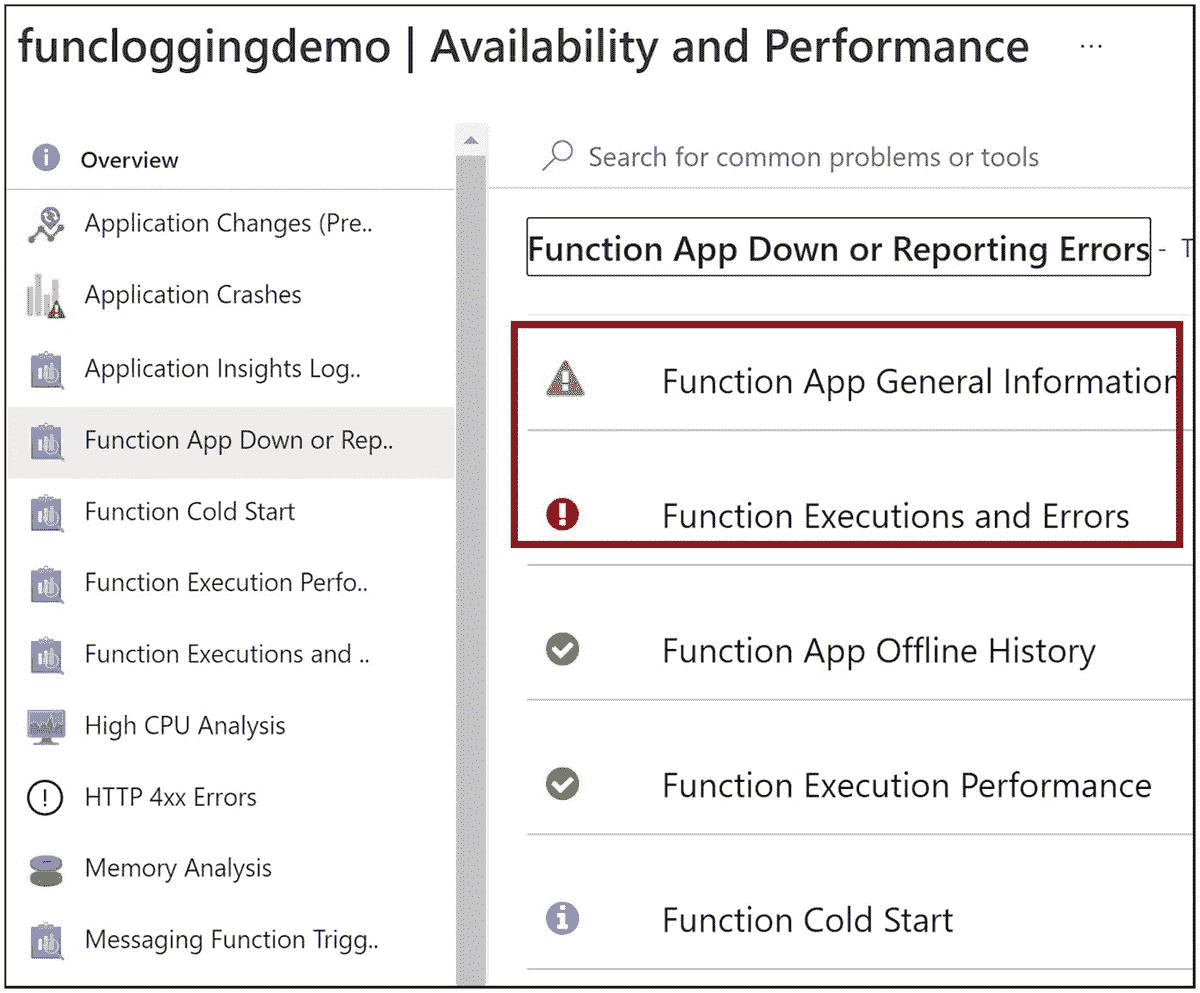 funcloggingdemo | Availability and Performance ...
Overview
Application Changes (Pre..
Application Crashes
Application Insights Log..
Function App Down or Rep..
Function Cold Start
Function Execution Perfo..
Function Executions and ..
High CPU Analysis
HTTP 4xx Errors
Memory Analysis
Messaging Function Trigg..
Search for common problems or tools
Function App Down or Reporting Errors - T
Function App General Information
Function Executions and Errors
Function App Offline History
Function Execution Performance
Function Cold Start